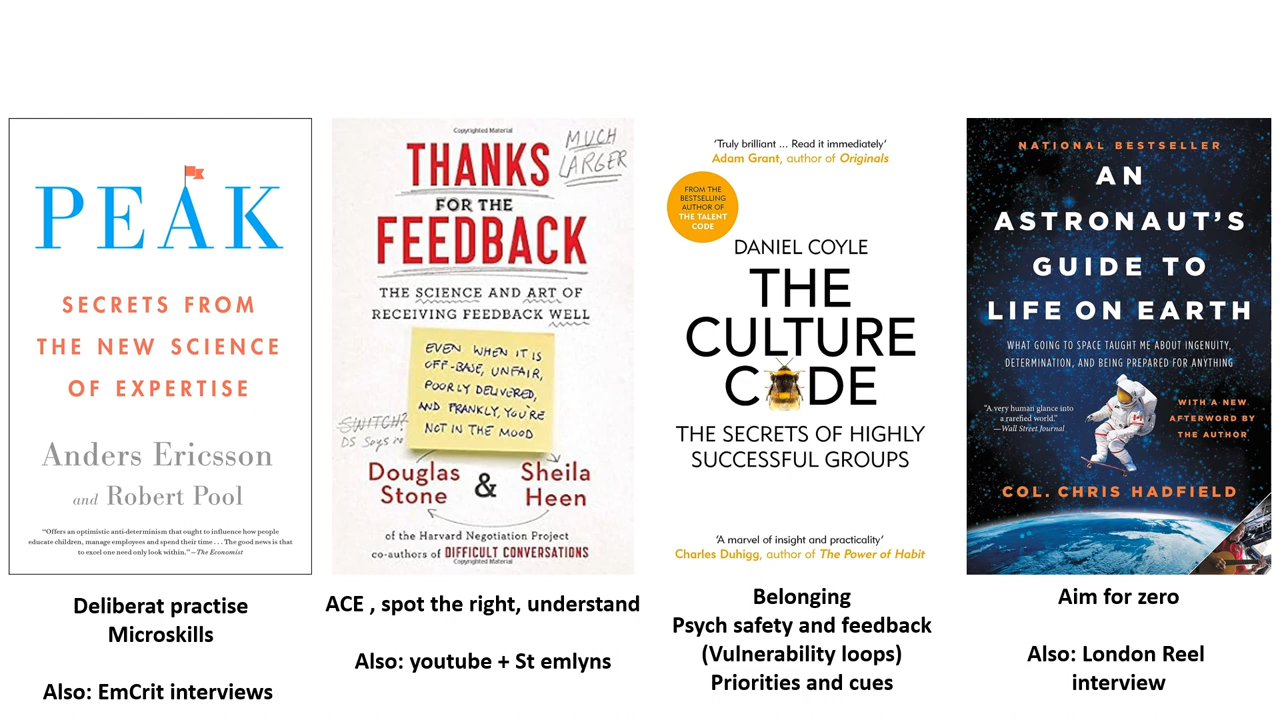 PEAK
SECRETS FROM
THE NEW SCIENCE
OF EXPERTISE
Anders Ericsson
and Robert Pool
“Offers an optimistic anti-determinism that ought to influence how people
educate children, manage employees and spend their time . . . The good news is that
to excel one need only look within.” —The Economist
Deliberat practise
Microskills
Also: EmCrit interviews
Copyrighted Material
MUCH
LARGER
THANKS
FOR THE
FEEDBACK
THE SCIENCE AND ART OF
RECEIVING FEEDBACK WELL
EVEN WHEN IT IS
OFF-BASE, UNFAIR,
POORLY DELIVERED,
AND FRANKLY, YOU'RE
NOT IN THE MOOD
SWITCH?
DS says no
Douglas
Stone
&
Sheila
Heen
of the Harvard Negotiation Project
co-authors of DIFFICULT CONVERSATIONS
Copyrighted Material
ACE , spot the right, understand
Also: youtube + St emlyns
‘Truly brilliant ... Read it immediately’
Adam Grant, author of Originals
FROM THE
BESTSELLING
AUTHOR OF
THE TALENT
CODE
DANIEL COYLE
THE
CULTURE
CODE
THE SECRETS OF HIGHLY
SUCCESSFUL GROUPS
‘A marvel of insight and practicality’
Charles Duhigg, author of The Power of Habit
Belonging
Psych safety and feedback
(Vulnerability loops)
Priorities and cues
NATIONAL BESTSELLER
AN
ASTRONAUT'S
GUIDE TO
LIFE ON EARTH
WHAT GOING TO SPACE TAUGHT ME ABOUT INGENUITY,
DETERMINATION, AND BEING PREPARED FOR ANYTHING
“A very human glance into
a rarefied world.”
—Wall Street Journal
WITH A NEW
AFTERWORD BY
THE AUTHOR
COL. CHRIS HADFIELD
Aim for zero
Also: London Reel
interview